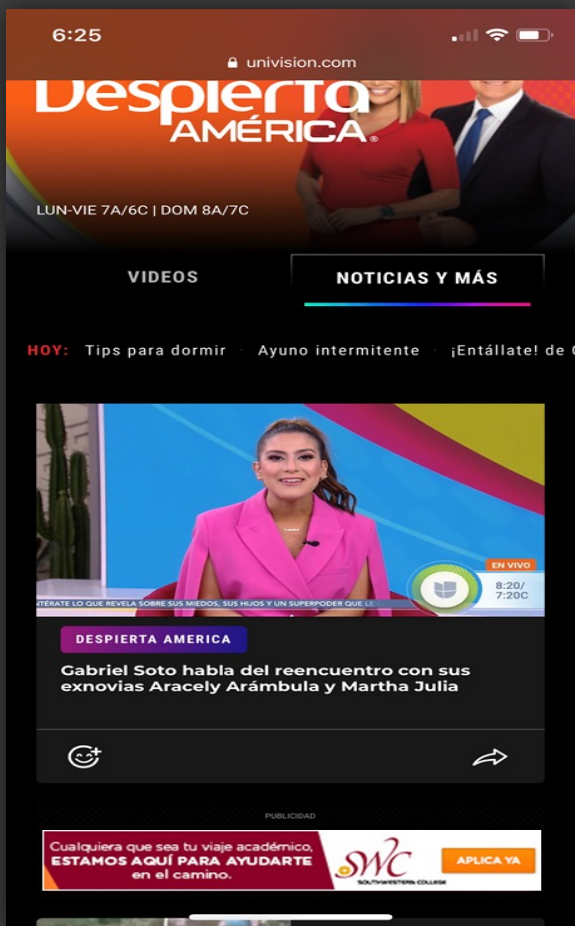 6:25
univision.com
Despierta
AMÉRICA®
LUN-VIE 7A/6C | DOM 8A/7C
VIDEOS
NOTICIAS Y MÁS
HOY: Tips para dormir · Ayuno intermitente · ¡Entállate! de
EN VIVO
8:20/
7:20C
NTÉRATE LO QUE REVELA SOBRE SUS MIEDOS, SUS HIJOS Y UN SUPERPODER QUE LE
DESPIERTA AMERICA
Gabriel Soto habla del reencuentro con sus
exnovias Aracely Arámbula y Martha Julia
PUBLICIDAD
Cualquiera que sea tu viaje académico,
ESTAMOS AQUÍ PARA AYUDARTE
en el camino.
SWC
SOUTHWESTERN COLLEGE
APLICA YA